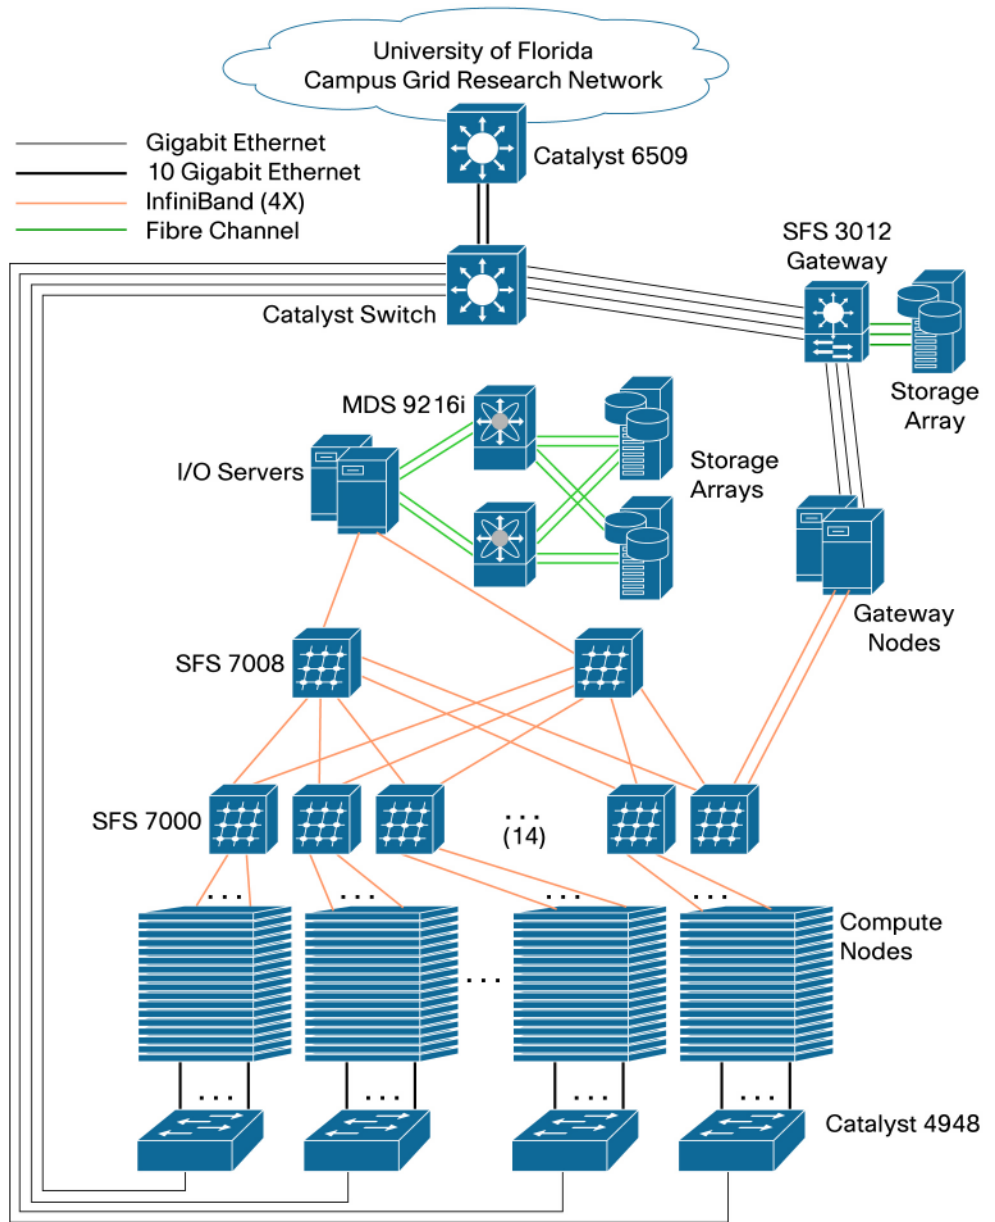 University of Florida
Campus Grid Research Network
Catalyst 6509
Gigabit Ethernet
10 Gigabit Ethernet
InfiniBand (4X)
Fibre Channel
SFS 3012
Gateway
Catalyst Switch
Storage
Array
MDS 9216i
I/O Servers
Storage
Arrays
Gateway
Nodes
SFS 7008
SFS 7000
...
(14)
... ... ... ...
Compute
Nodes
...
... ... ... ...
Catalyst 4948